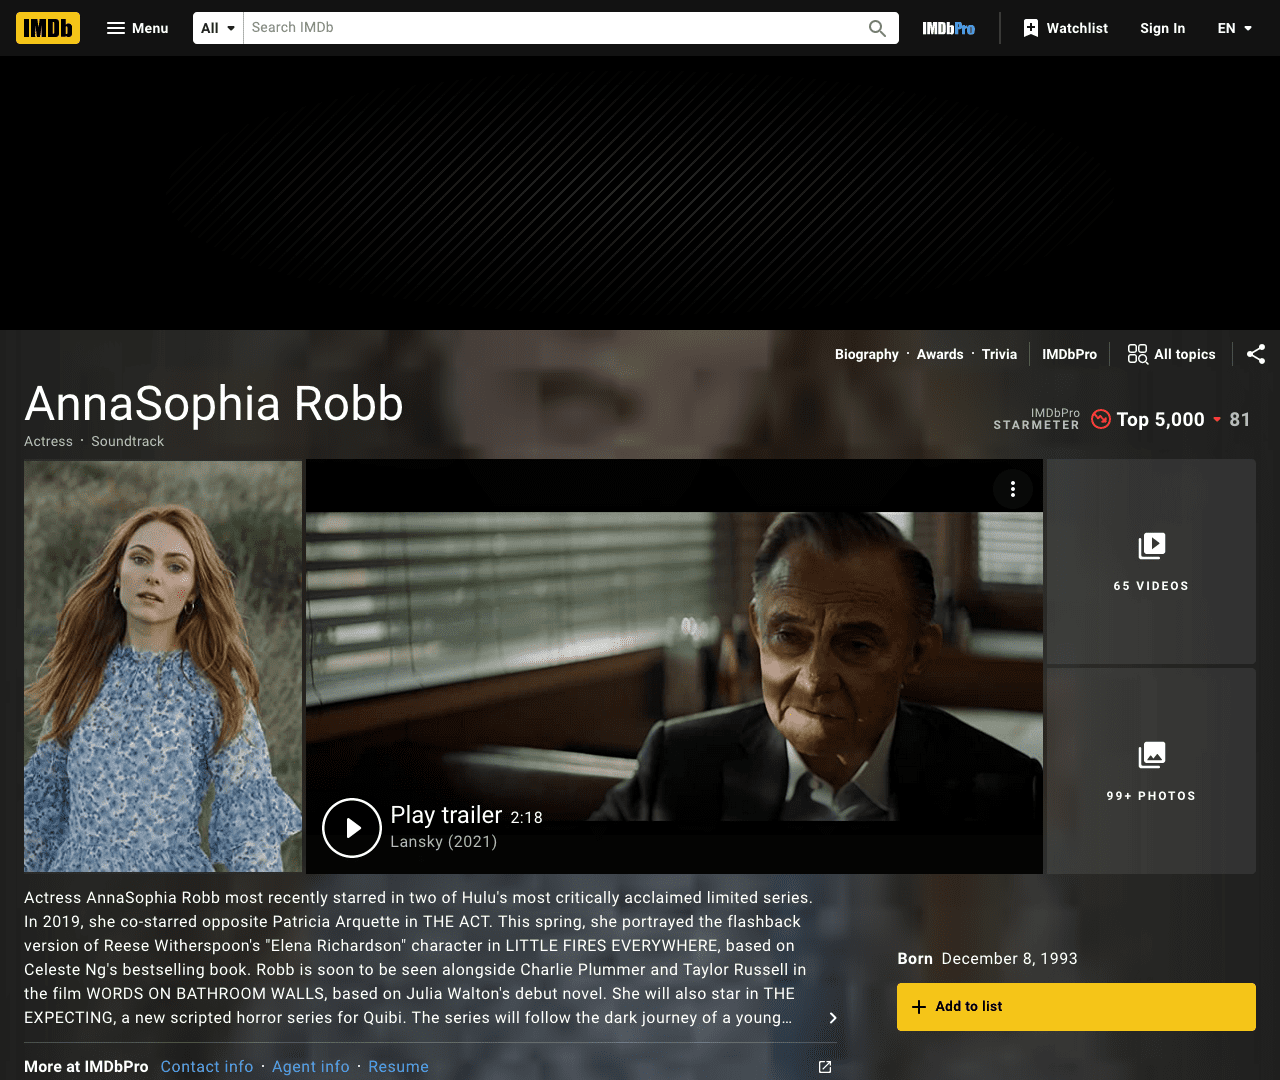 IMDb
Menu
All
Search IMDb
IMDbPro
Watchlist
Sign In
EN
Biography · Awards · Trivia
IMDbPro
All topics
AnnaSophia Robb
Actress · Soundtrack
IMDbPro
STARMETER
Top 5,000
81
65 VIDEOS
99+ PHOTOS
Play trailer 2:18
Lansky (2021)
Actress AnnaSophia Robb most recently starred in two of Hulu's most critically acclaimed limited series.
In 2019, she co-starred opposite Patricia Arquette in THE ACT. This spring, she portrayed the flashback
version of Reese Witherspoon's "Elena Richardson" character in LITTLE FIRES EVERYWHERE, based on
Celeste Ng's bestselling book. Robb is soon to be seen alongside Charlie Plummer and Taylor Russell in
the film WORDS ON BATHROOM WALLS, based on Julia Walton's debut novel. She will also star in THE
EXPECTING, a new scripted horror series for Quibi. The series will follow the dark journey of a young…
Born December 8, 1993
Add to list
More at IMDbPro Contact info · Agent info · Resume